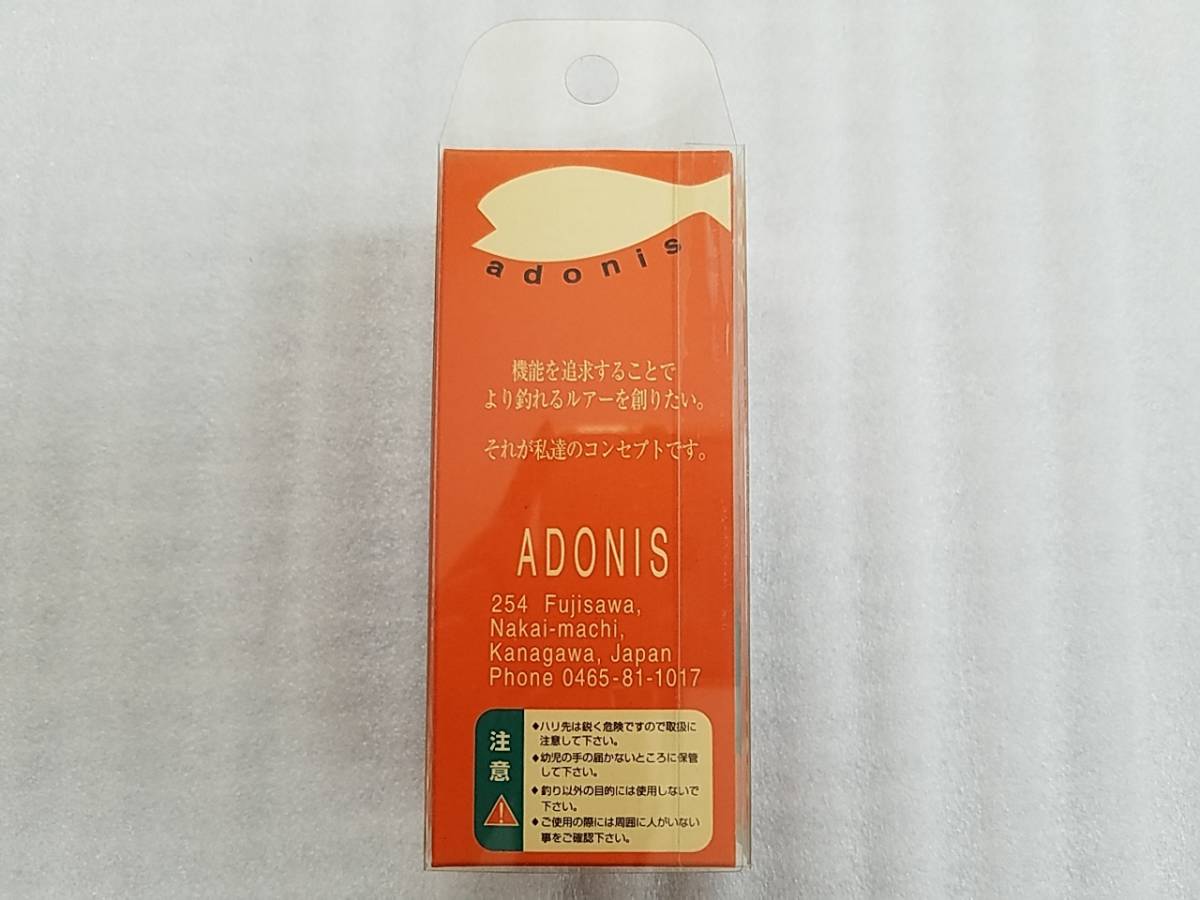 adonis
機能を追求することで
より釣れるルアーを創りたい。
それが私達のコンセプトです。
ADONIS
254 Fujisawa,
Nakai-machi,
Kanagawa, Japan
Phone 0465-81-1017
注意
◆ハリ先は鋭く危険ですので取扱に
注意して下さい。
◆幼児の手の届かないところに保管
して下さい。
◆釣り以外の目的には使用しないで
下さい。
◆ご使用の際には周囲に人がいない
事をご確認下さい。